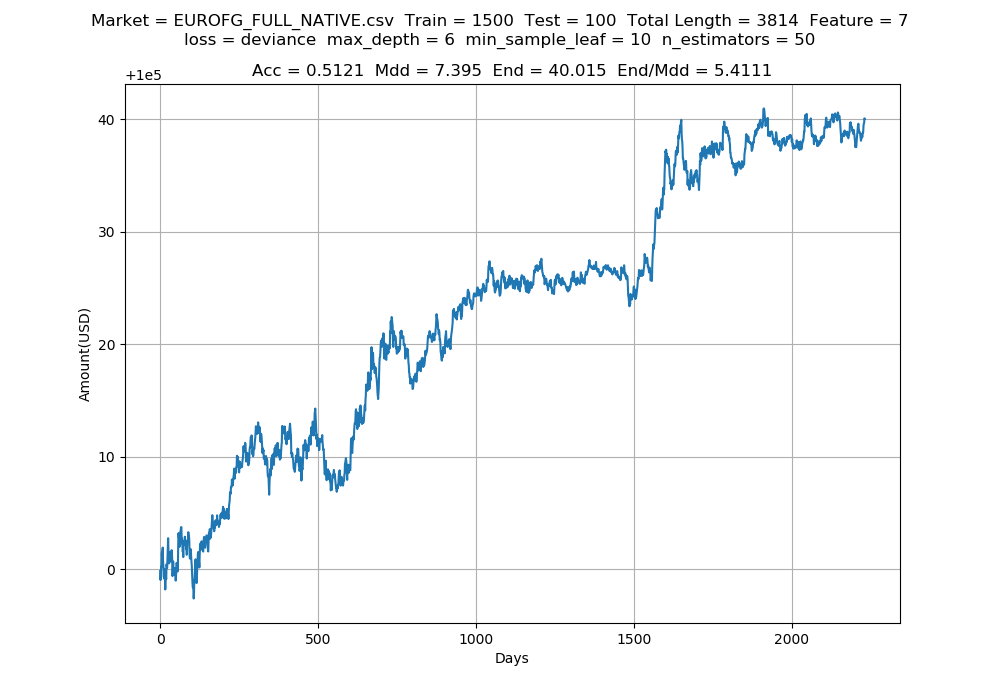 Market = EUROFG_FULL_NATIVE.csv  Train = 1500  Test = 100  Total Length = 3814  Feature = 7
loss = deviance  max_depth = 6  min_sample_leaf = 10  n_estimators = 50
Acc = 0.5121  Mdd = 7.395  End = 40.015  End/Mdd = 5.4111
+1e5
40
30
20
10
0
Amount(USD)
0 500 1000 1500 2000
Days